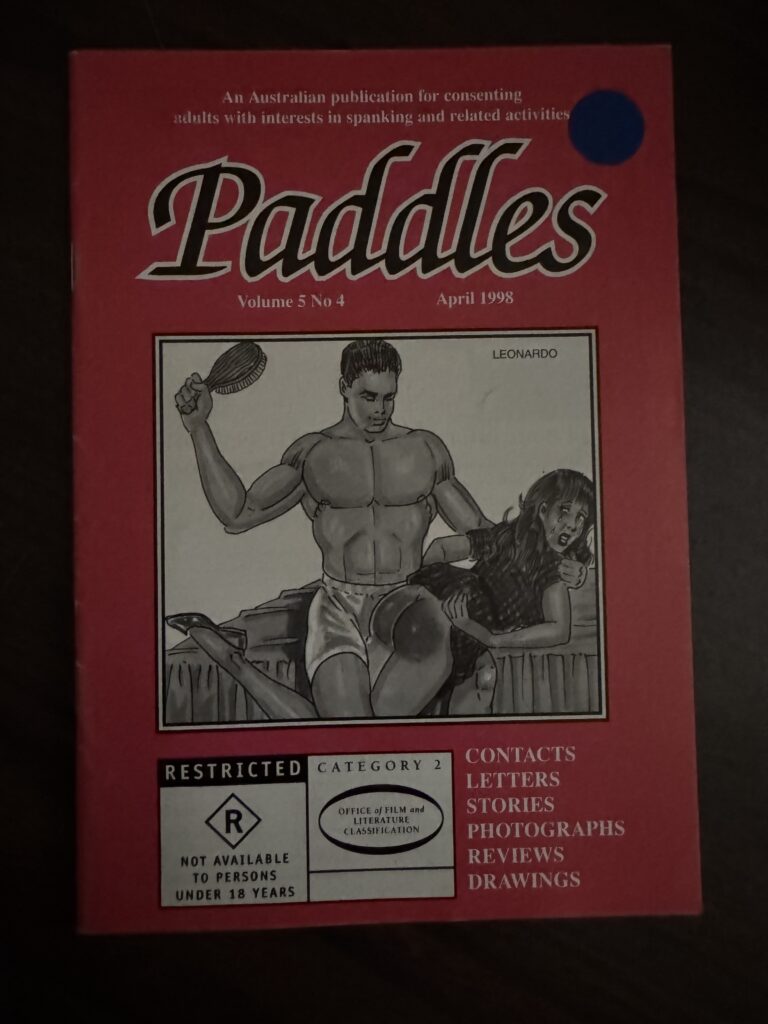 An Australian publication for consenting
adults with interests in spanking and related activities
Paddles
Volume 5 No 4 April 1998
LEONARDO
RESTRICTED
R
NOT AVAILABLE
TO PERSONS
UNDER 18 YEARS
CATEGORY 2
OFFICE of FILM and
LITERATURE
CLASSIFICATION
CONTACTS
LETTERS
STORIES
PHOTOGRAPHS
REVIEWS
DRAWINGS